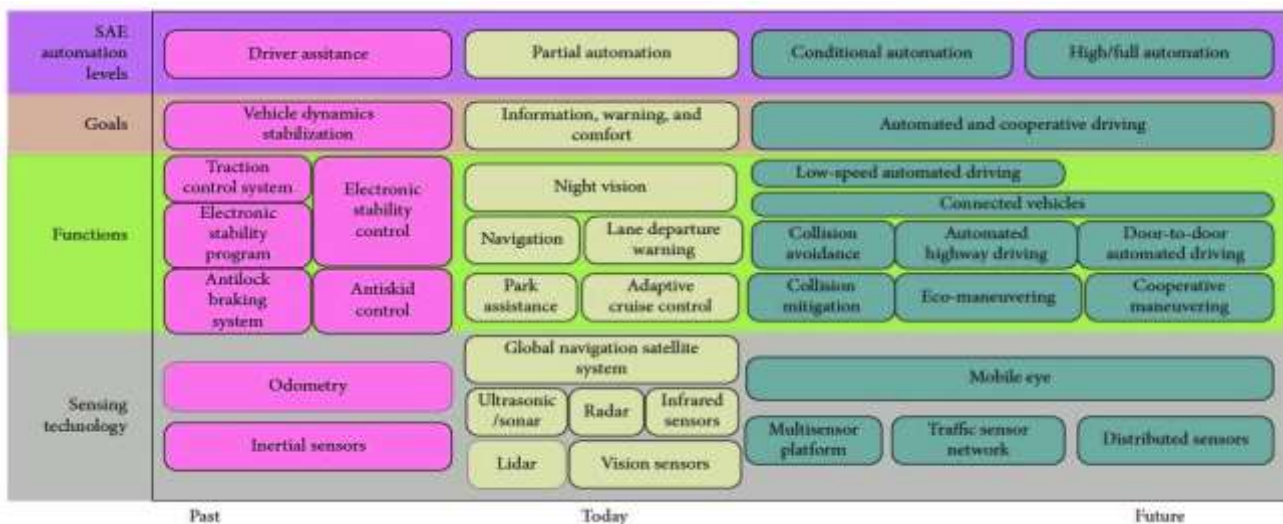 SAE
automation
levels
Driver assitance
Partial automation
Conditional automation
High/full automation
Goals
Vehicle dynamics
stabilization
Information, warning, and
comfort
Automated and cooperative driving
Functions
Traction
control system
Electronic
stability
control
Electronic
stability
program
Antilock
braking
system
Antiskid
control
Night vision
Navigation
Lane departure
warning
Park
assistance
Adaptive
cruise control
Low-speed automated driving
Connected vehicles
Collision
avoidance
Automated
highway driving
Door-to-door
automated driving
Collision
mitigation
Eco-maneuvering
Cooperative
maneuvering
Sensing
technology
Odometry
Inertial sensors
Global navigation satellite
system
Ultrasonic
/sonar
Radar
Infrared
sensors
Lidar
Vision sensors
Mobile eye
Multisensor
platform
Traffic sensor
network
Distributed sensors
Past
Today
Future